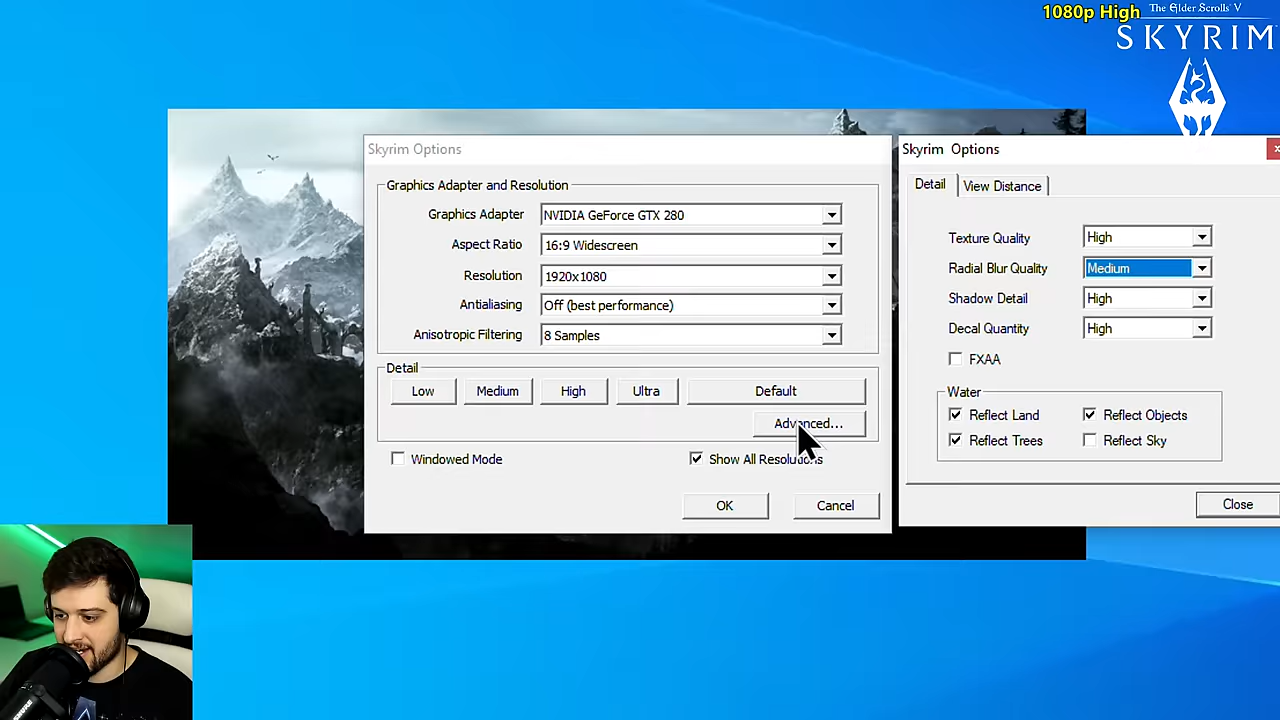 1080p High
The Elder Scrolls V
SKYRIM
Skyrim Options
Graphics Adapter and Resolution
Graphics Adapter NVIDIA GeForce GTX 280
Aspect Ratio 16:9 Widescreen
Resolution 1920x1080
Antialiasing Off (best performance)
Anisotropic Filtering 8 Samples
Detail
Low Medium High Ultra Default
Advanced...
Windowed Mode Show All Resolutions
OK Cancel
Skyrim Options
Detail View Distance
Texture Quality High
Radial Blur Quality Medium
Shadow Detail High
Decal Quantity High
FXAA
Water
Reflect Land Reflect Objects
Reflect Trees Reflect Sky
Close